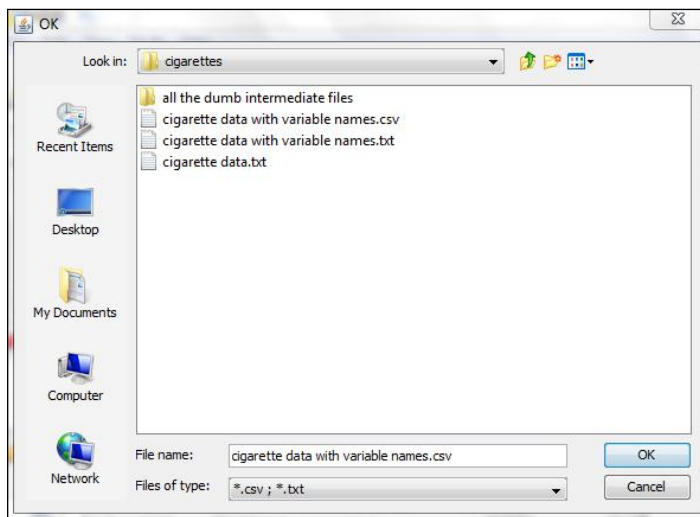 OK
Look in: cigarettes
all the dumb intermediate files
cigarette data with variable names.csv
cigarette data with variable names.txt
cigarette data.txt
Recent Items
Desktop
My Documents
Computer
Network
File name: cigarette data with variable names.csv OK
Files of type: *.csv ; *.txt Cancel